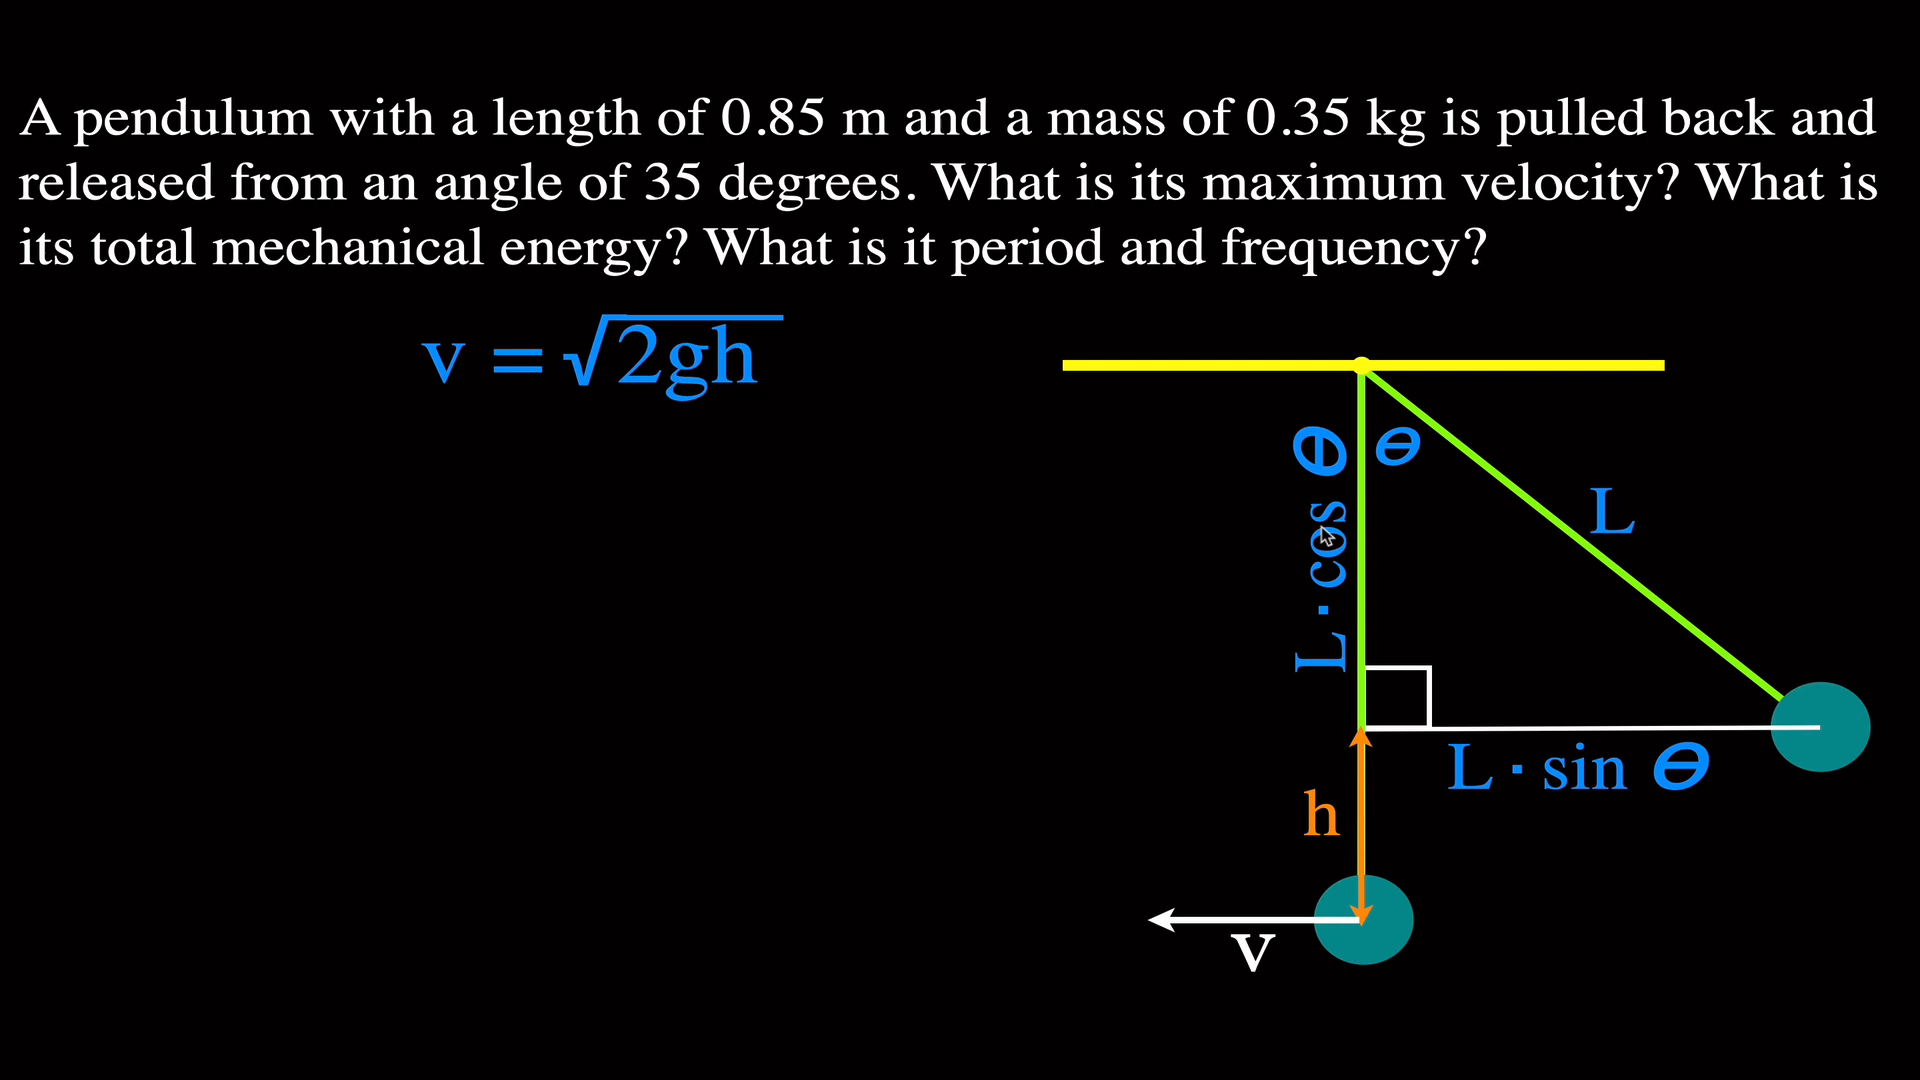 A pendulum with a length of 0.85 m and a mass of 0.35 kg is pulled back and
released from an angle of 35 degrees. What is its maximum velocity? What is
its total mechanical energy? What is it period and frequency?
v = √2gh
L · cos Θ
Θ
L
L · sin Θ
h
v